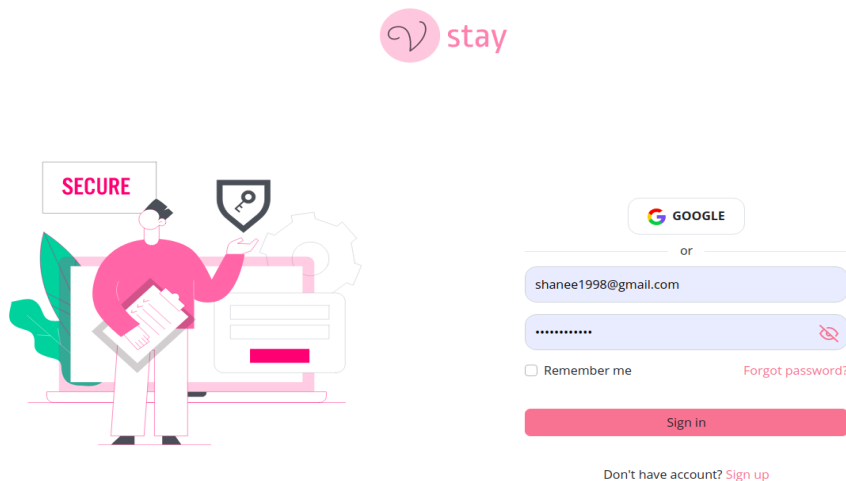 V stay
SECURE
GOOGLE
or
shanee1998@gmail.com
••••••••••••
Remember me
Forgot password?
Sign in
Don't have account? Sign up